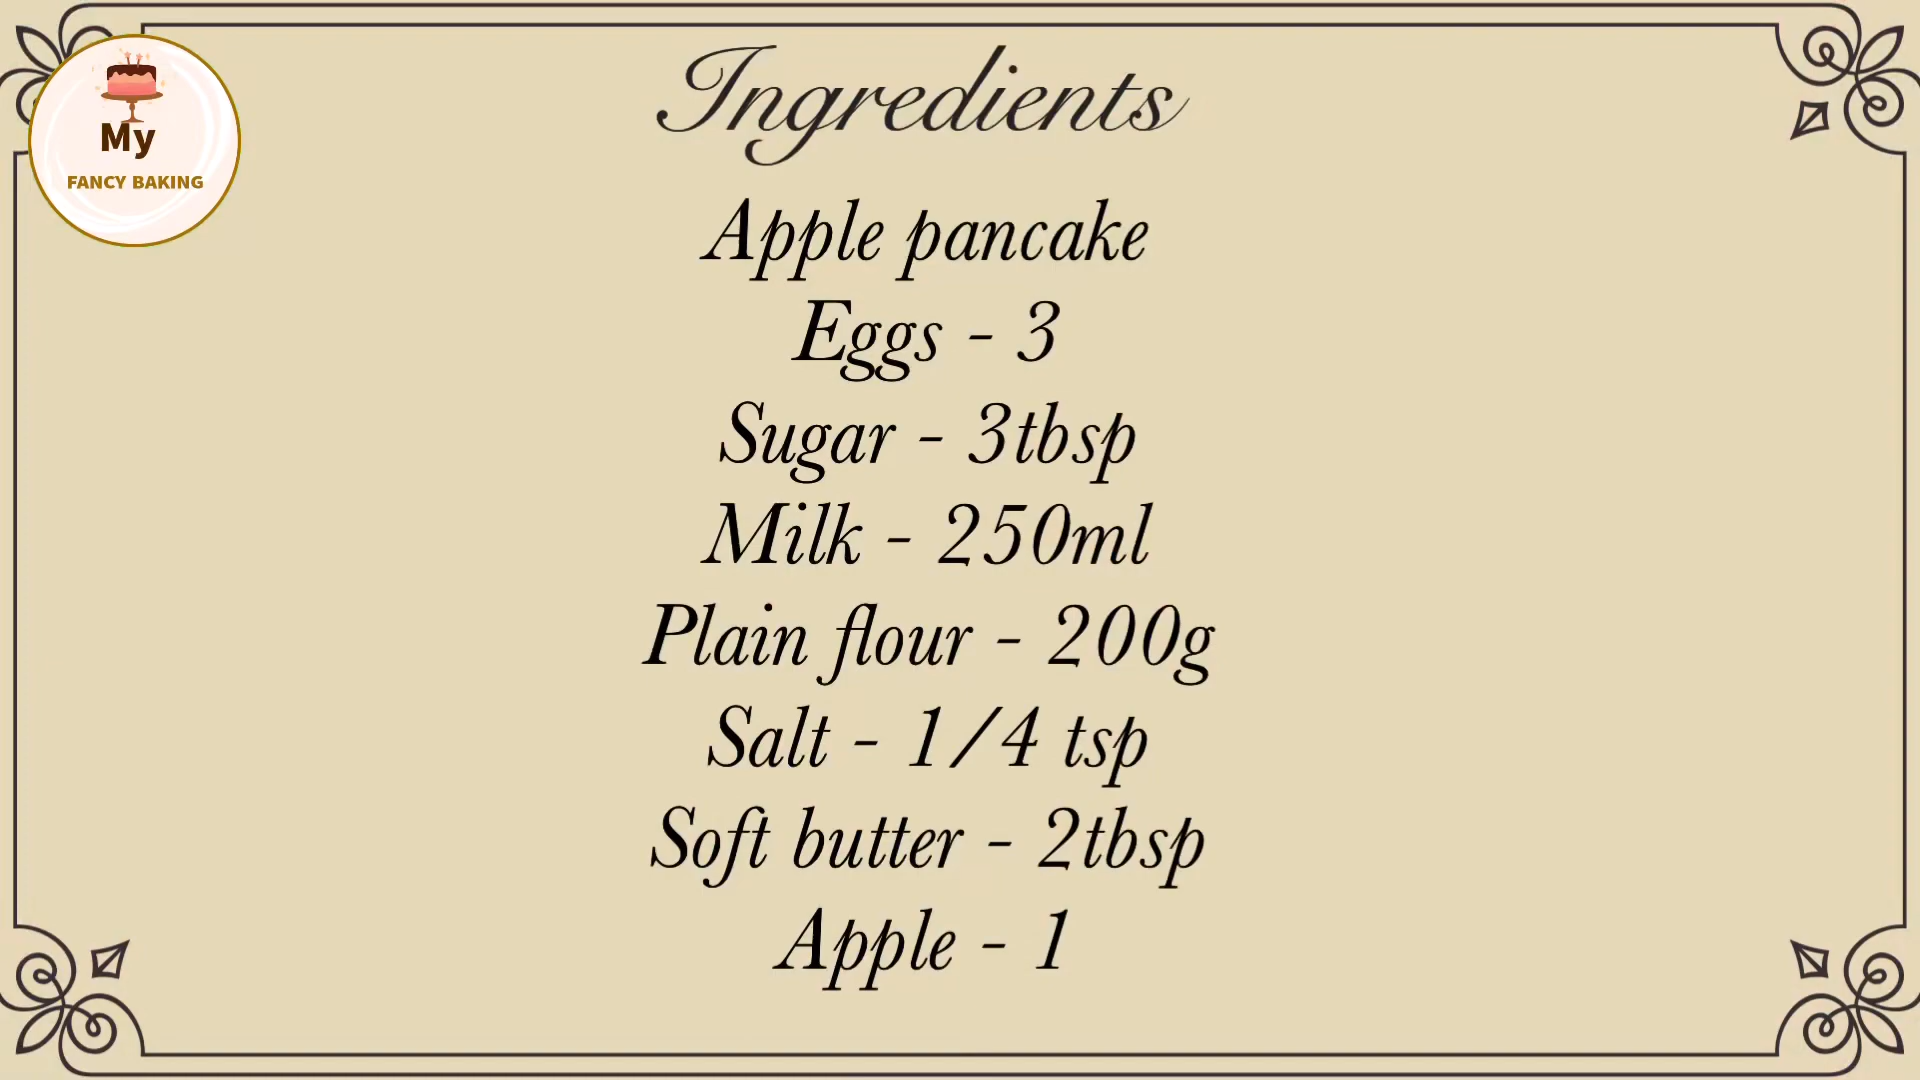 My
FANCY BAKING
Ingredients
Apple pancake
Eggs - 3
Sugar - 3tbsp
Milk - 250ml
Plain flour - 200g
Salt - 1/4 tsp
Soft butter - 2tbsp
Apple - 1